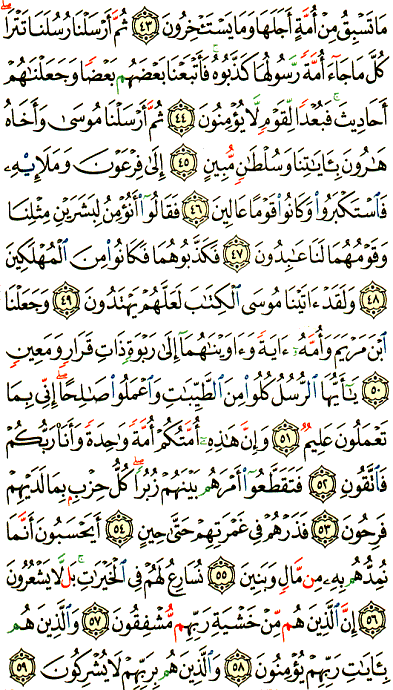 مَا تَسْبِقُ مِنْ أُمَّةٍ أَجَلَهَا وَمَا يَسْتَـْٔخِرُونَ ٤٣ ثُمَّ أَرْسَلْنَا رُسُلَنَا تَتْرَا ۖ
كُلَّ مَا جَآءَ أُمَّةً رَّسُولُهَا كَذَّبُوهُ ۚ فَأَتْبَعْنَا بَعْضَهُم بَعْضًا وَجَعَلْنَـٰهُمْ
أَحَادِيثَ ۚ فَبُعْدًا لِّقَوْمٍ لَّا يُؤْمِنُونَ ٤٤ ثُمَّ أَرْسَلْنَا مُوسَىٰ وَأَخَاهُ
هَـٰرُونَ بِـَٔايَـٰتِنَا وَسُلْطَـٰنٍ مُّبِينٍ ٤٥ إِلَىٰ فِرْعَوْنَ وَمَلَإِي۟هِۦ
فَٱسْتَكْبَرُوا۟ وَكَانُوا۟ قَوْمًا عَالِينَ ٤٦ فَقَالُوٓا۟ أَنُؤْمِنُ لِبَشَرَيْنِ مِثْلِنَا
وَقَوْمُهُمَا لَنَا عَـٰبِدُونَ ٤٧ فَكَذَّبُوهُمَا فَكَانُوا۟ مِنَ ٱلْمُهْلَكِينَ
٤٨ وَلَقَدْ ءَاتَيْنَا مُوسَى ٱلْكِتَـٰبَ لَعَلَّهُمْ يَهْتَدُونَ ٤٩ وَجَعَلْنَا
ٱبْنَ مَرْيَمَ وَأُمَّهُۥٓ ءَايَةً وَءَاوَيْنَـٰهُمَآ إِلَىٰ رَبْوَةٍ ذَاتِ قَرَارٍ وَمَعِينٍ
٥٠ يَـٰٓأَيُّهَا ٱلرُّسُلُ كُلُوا۟ مِنَ ٱلطَّيِّبَـٰتِ وَٱعْمَلُوا۟ صَـٰلِحًا ۖ إِنِّى بِمَا
تَعْمَلُونَ عَلِيمٌ ٥١ وَإِنَّ هَـٰذِهِۦٓ أُمَّتُكُمْ أُمَّةً وَٰحِدَةً وَأَنَا۠ رَبُّكُمْ
فَٱتَّقُونِ ٥٢ فَتَقَطَّعُوٓا۟ أَمْرَهُم بَيْنَهُمْ زُبُرًا ۖ كُلُّ حِزْبٍۭ بِمَا لَدَيْهِمْ
فَرِحُونَ ٥٣ فَذَرْهُمْ فِى غَمْرَتِهِمْ حَتَّىٰ حِينٍ ٥٤ أَيَحْسَبُونَ أَنَّمَا
نُمِدُّهُم بِهِۦ مِن مَّالٍ وَبَنِينَ ٥٥ نُسَارِعُ لَهُمْ فِى ٱلْخَيْرَٰتِ ۚ بَل لَّا يَشْعُرُونَ
٥٦ إِنَّ ٱلَّذِينَ هُم مِّنْ خَشْيَةِ رَبِّهِم مُّشْفِقُونَ ٥٧ وَٱلَّذِينَ هُم
بِـَٔايَـٰتِ رَبِّهِمْ يُؤْمِنُونَ ٥٨ وَٱلَّذِينَ هُم بِرَبِّهِمْ لَا يُشْرِكُونَ ٥٩